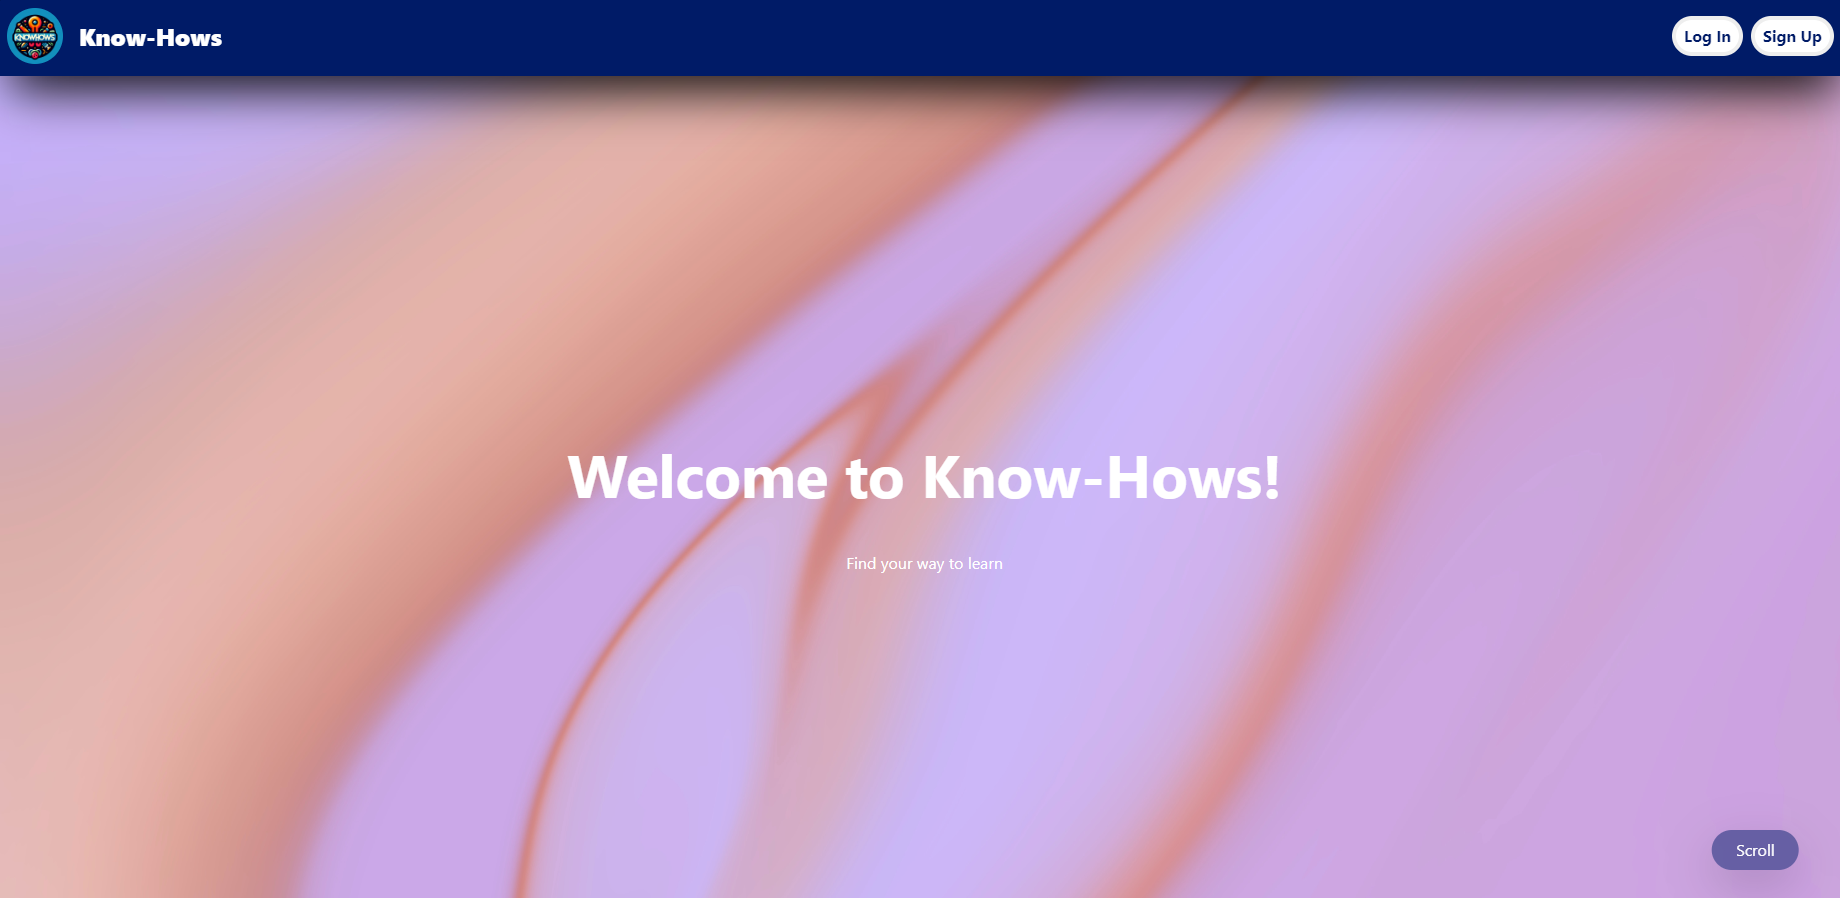 KNOWHOWS
Know-Hows
Log In
Sign Up
Welcome to Know-Hows!
Find your way to learn
Scroll